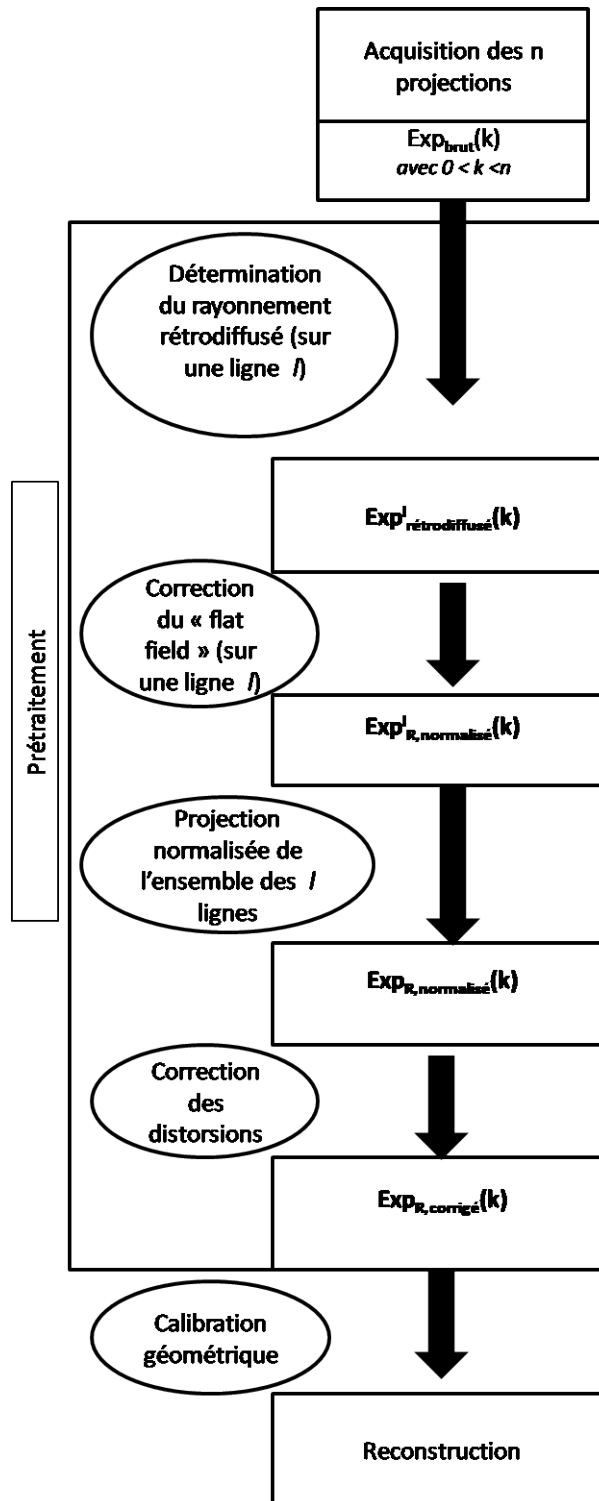 Acquisition des n
projections
Exp_brut(k)
avec 0 < k <n
Détermination
du rayonnement
rétrodiffusé (sur
une ligne l)
Exp^l_rétrodiffusé(k)
Prétraitement
Correction
du « flat
field » (sur
une ligne l)
Exp^l_R,normalisé(k)
Projection
normalisée de
l'ensemble des l
lignes
Exp_R,normalisé(k)
Correction
des
distorsions
Exp_R,corrigé(k)
Calibration
géométrique
Reconstruction